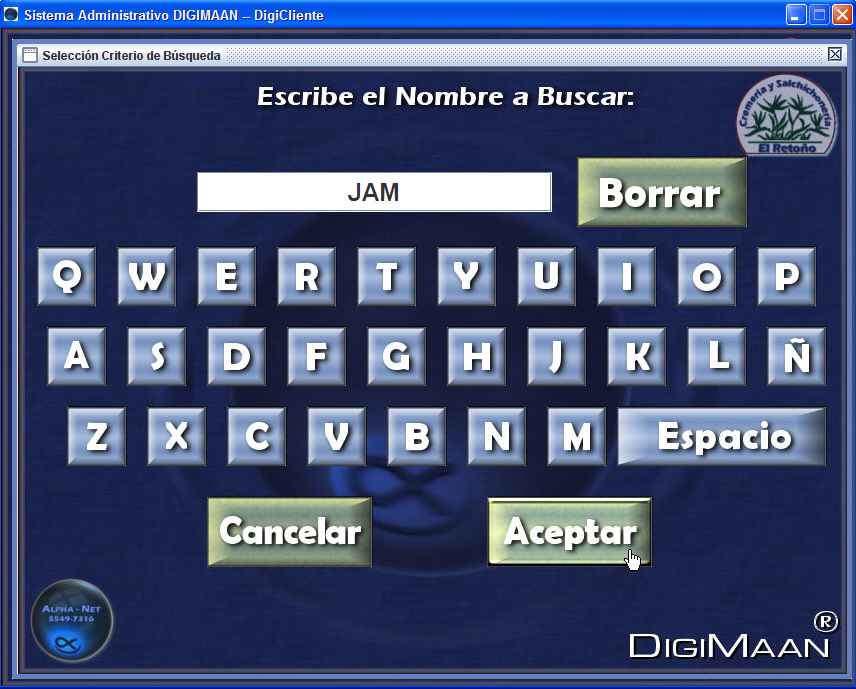 Sistema Administrativo DIGIMAAN -- DigiCliente
Selección Criterio de Búsqueda
Escribe el Nombre a Buscar:
Cremería y Salchichonería
El Retoño
JAM
Borrar
Q W E R T Y U I O P
A S D F G H J K L Ñ
Z X C V B N M Espacio
Cancelar Aceptar
ALPHA - NET
5549-7316
DIGIMAAN ®